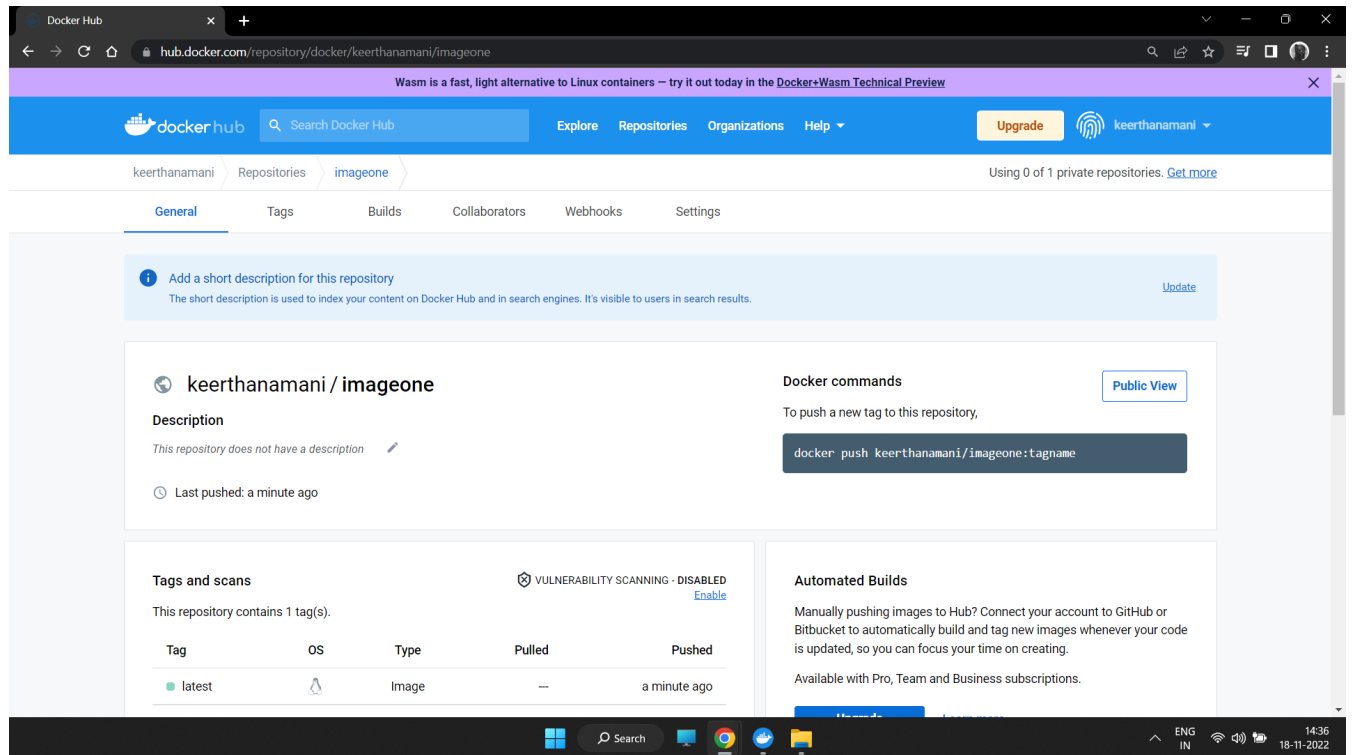 Docker Hub
hub.docker.com/repository/docker/keerthanamani/imageone
Wasm is a fast, light alternative to Linux containers — try it out today in the Docker+Wasm Technical Preview
dockerhub
Search Docker Hub
Explore Repositories Organizations Help
Upgrade
keerthanamani
keerthanamani Repositories imageone
Using 0 of 1 private repositories. Get more
General Tags Builds Collaborators Webhooks Settings
Add a short description for this repository
The short description is used to index your content on Docker Hub and in search engines. It's visible to users in search results.
Update
keerthanamani / imageone
Description
This repository does not have a description
Last pushed: a minute ago
Docker commands
Public View
To push a new tag to this repository,
docker push keerthanamani/imageone:tagname
Tags and scans
VULNERABILITY SCANNING - DISABLED
Enable
This repository contains 1 tag(s).
Tag OS Type Pulled Pushed
latest Image --- a minute ago
Automated Builds
Manually pushing images to Hub? Connect your account to GitHub or
Bitbucket to automatically build and tag new images whenever your code
is updated, so you can focus your time on creating.
Available with Pro, Team and Business subscriptions.
Upgrade Learn more
Search
ENG
IN
14:36
18-11-2022